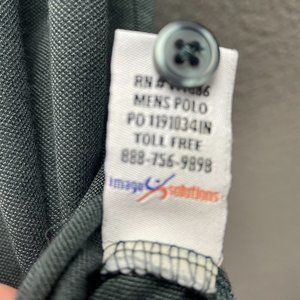 RN #
MENS POLO
PO 1191034IN
TOLL FREE
888-756-9898
image solutions